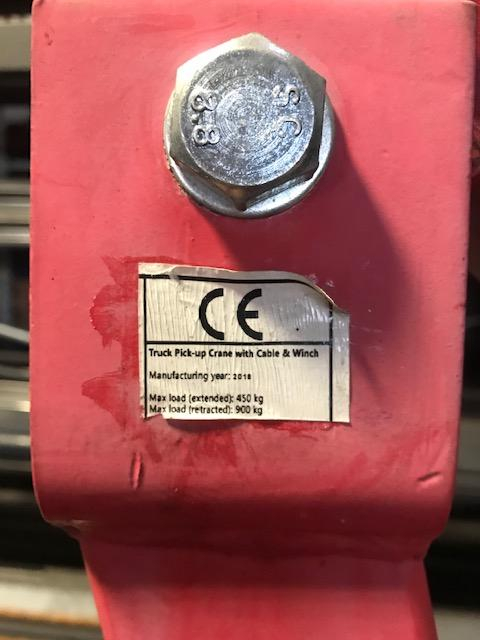 8.8
CE
Truck Pick-up Crane with Cable & Winch
Manufacturing year: 2018
Max load (extended): 450 kg
Max load (retracted): 900 kg